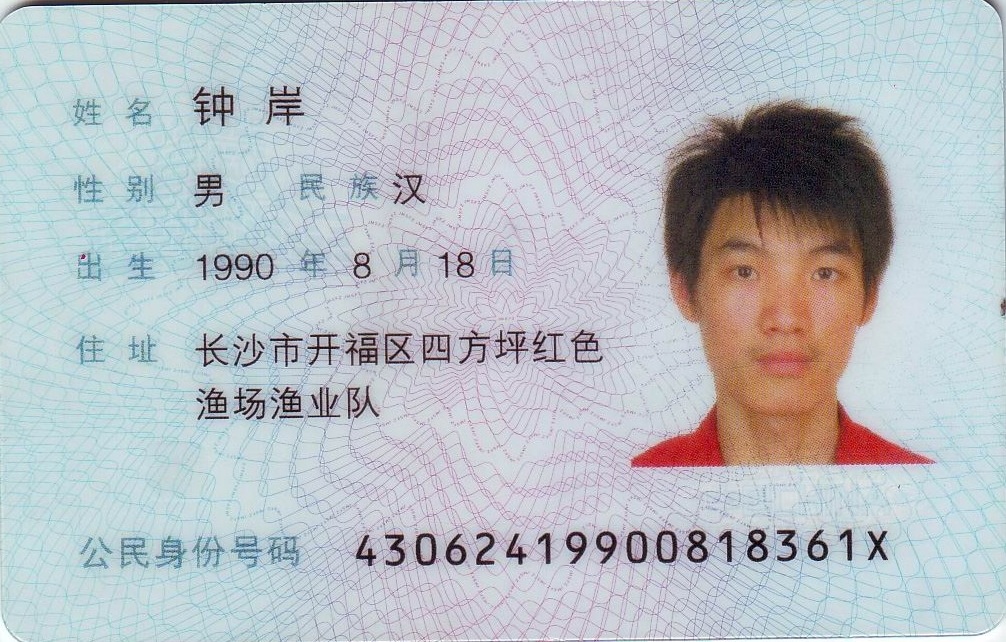 姓名 钟岸
性别 男 民族 汉
出生 1990 年 8 月 18 日
住址 长沙市开福区四方坪红色
渔场渔业队
公民身份号码 43062419900818361X